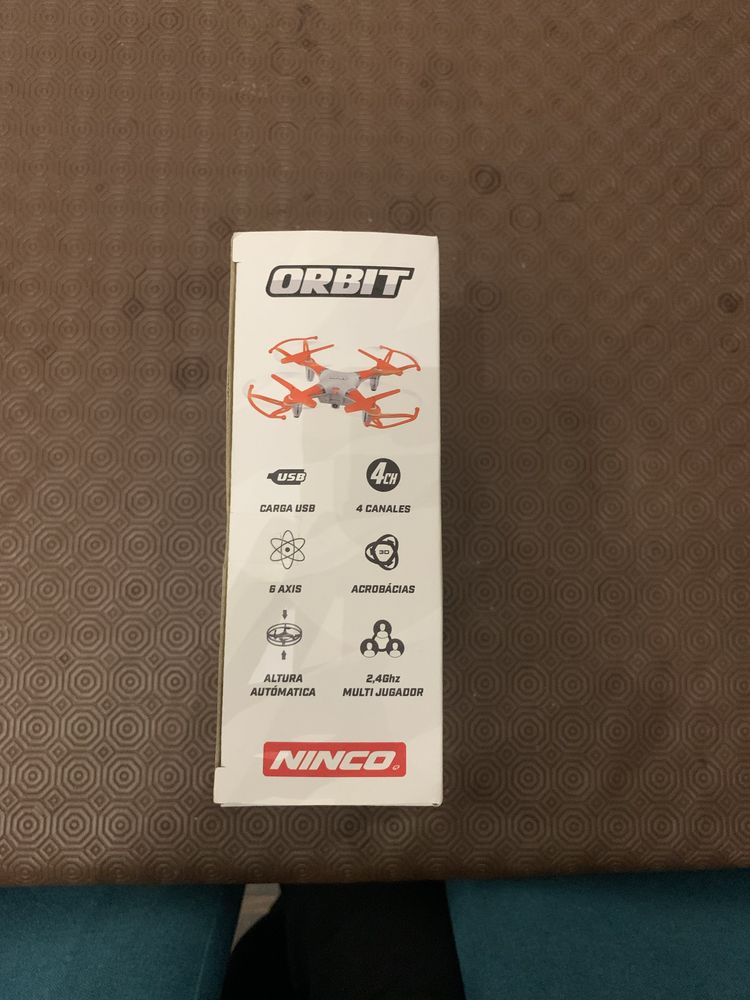 ORBIT
USB
4CH
CARGA USB
4 CANALES
3D
6 AXIS
ACROBÁCIAS
ALTURA
AUTÓMATICA
2,4Ghz
MULTI JUGADOR
NINCO